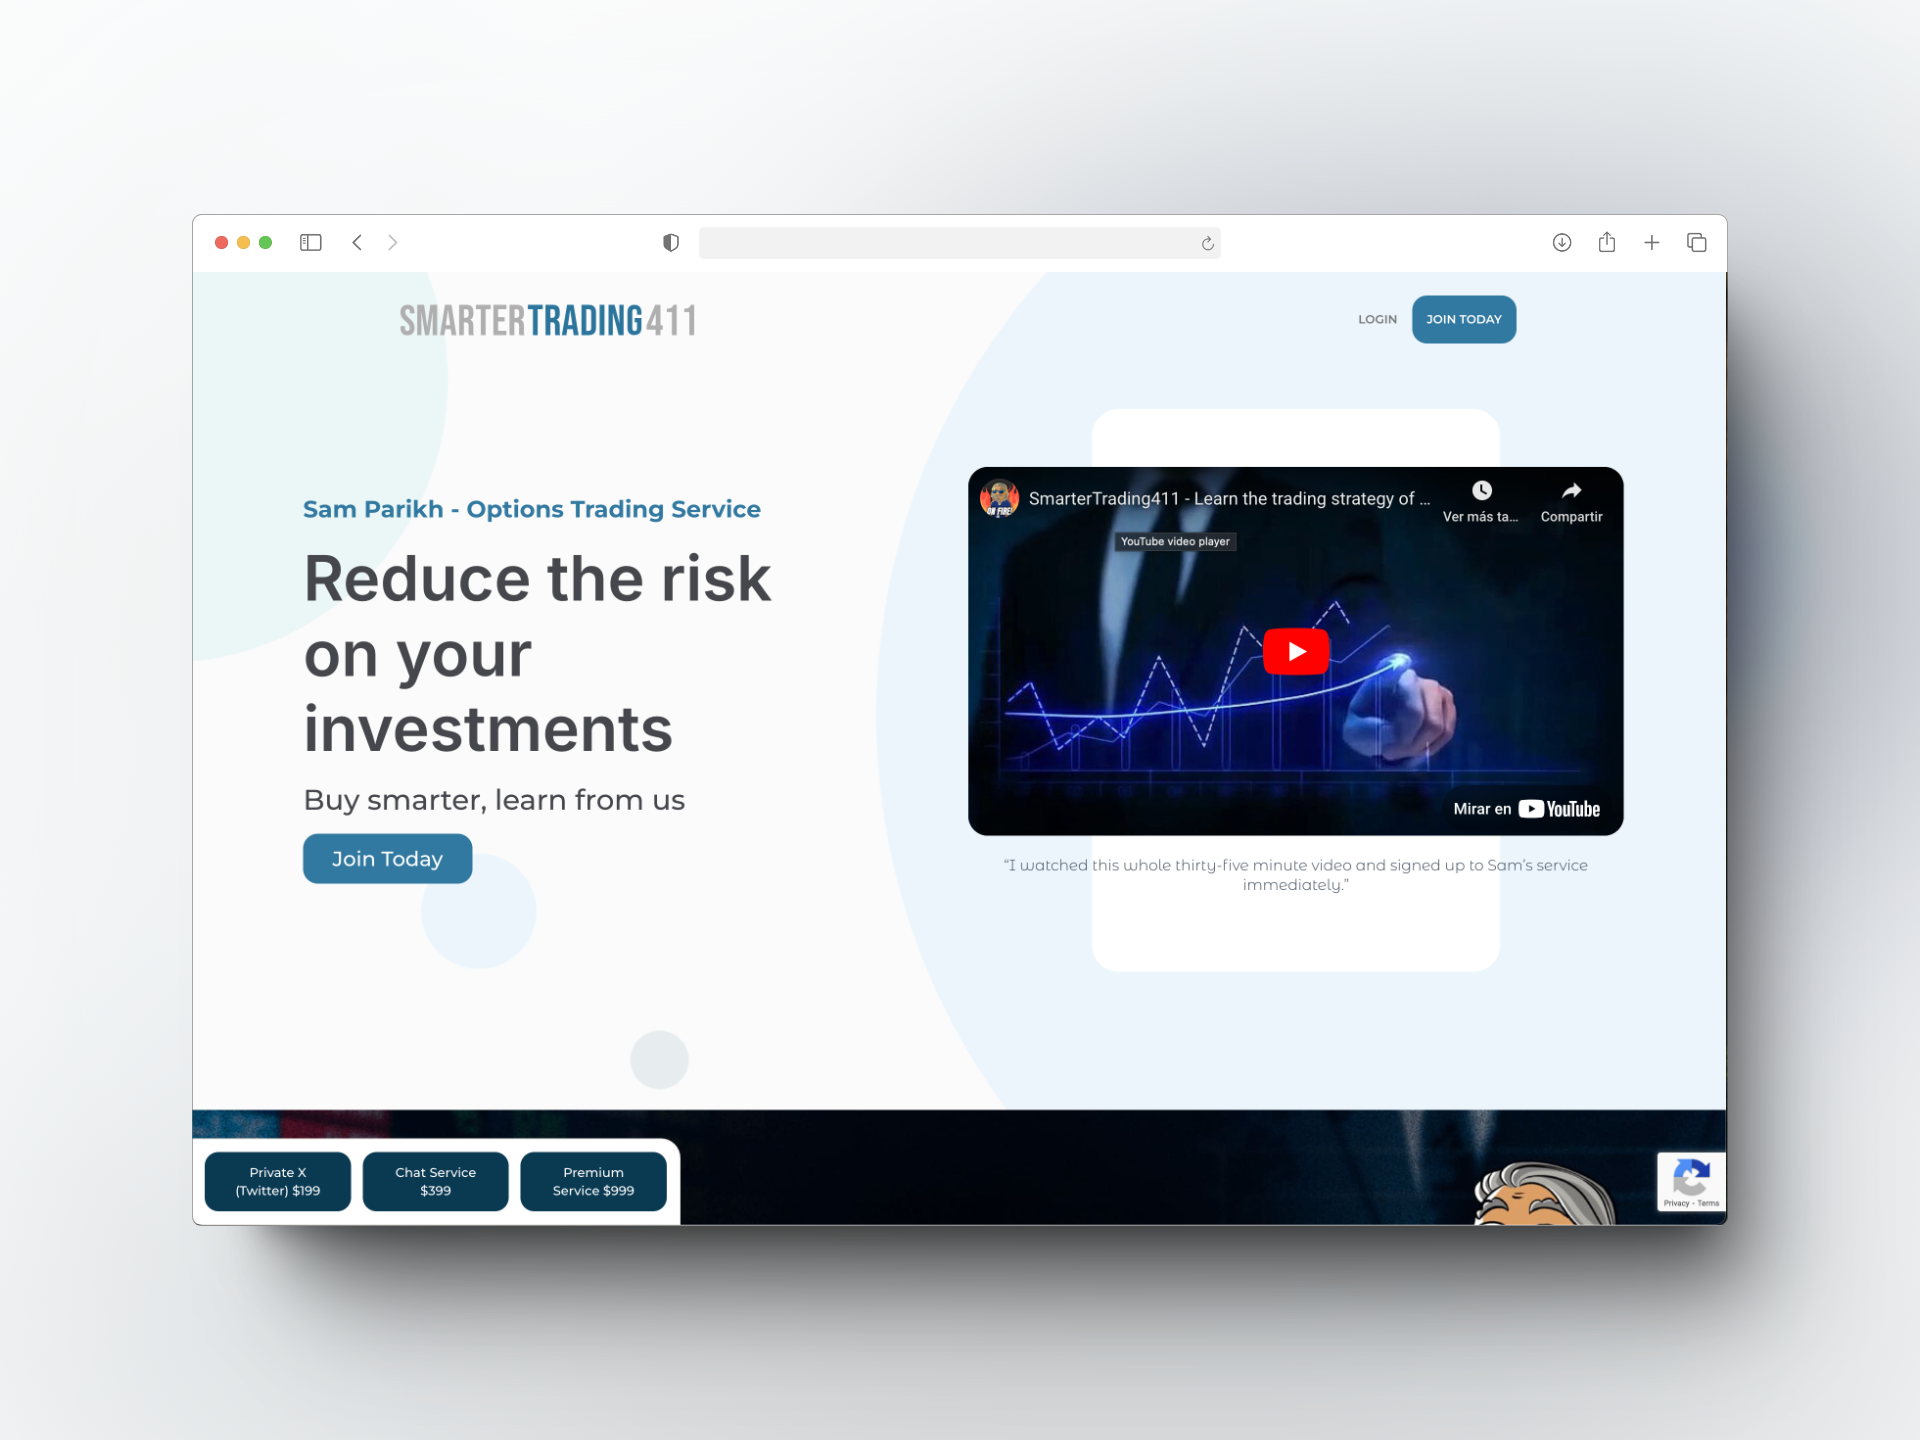 SMARTERTRADING411
LOGIN
JOIN TODAY
Sam Parikh - Options Trading Service
Reduce the risk
on your
investments
Buy smarter, learn from us
Join Today
ON FIRE!
SmarterTrading411 - Learn the trading strategy of ...
Ver más ta...
Compartir
YouTube video player
Mirar en YouTube
“I watched this whole thirty-five minute video and signed up to Sam’s service
immediately.”
Private X
(Twitter) $199
Chat Service
$399
Premium
Service $999
Privacy - Terms